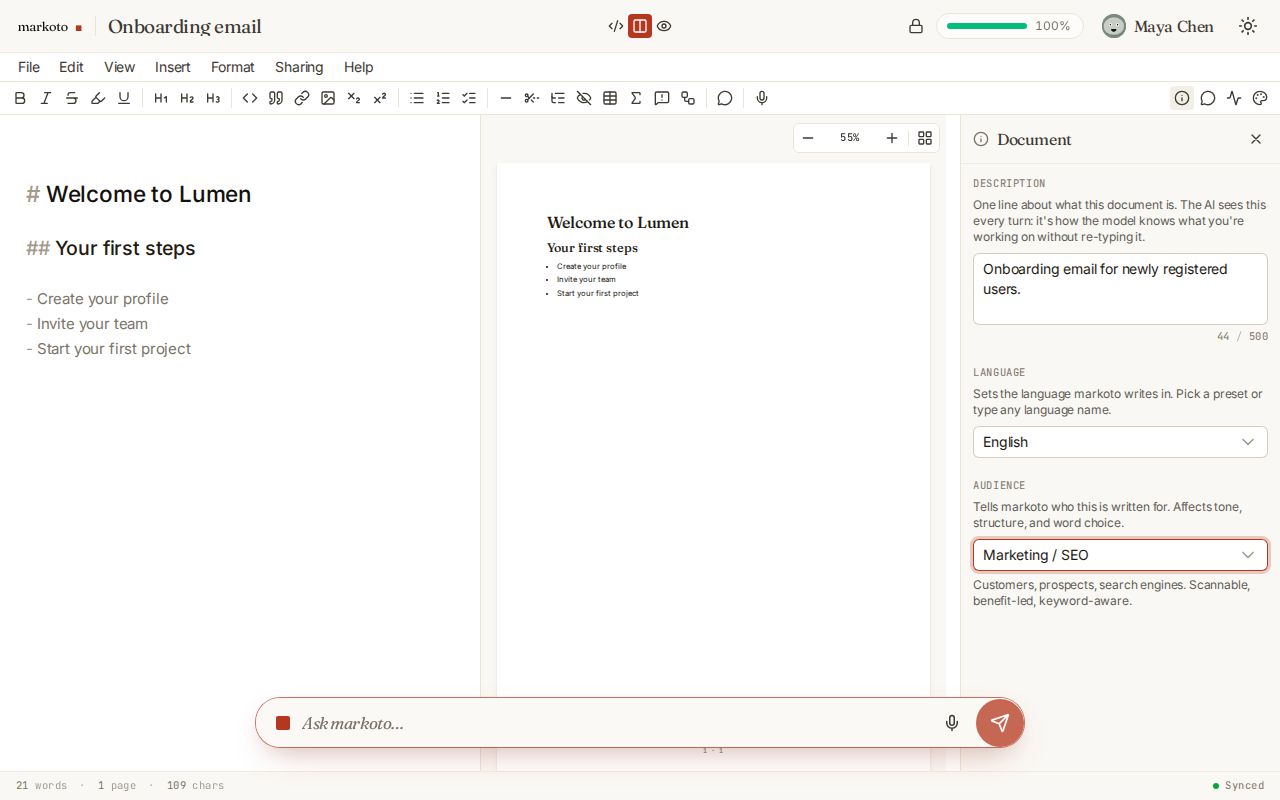 markoto
Onboarding email
100%
Maya Chen
File Edit View Insert Format Sharing Help
H1 H2 H3
55%
Document
# Welcome to Lumen
## Your first steps
- Create your profile
- Invite your team
- Start your first project
Welcome to Lumen
Your first steps
• Create your profile
• Invite your team
• Start your first project
1 · 1
DESCRIPTION
One line about what this document is. The AI sees this
every turn: it's how the model knows what you're
working on without re-typing it.
Onboarding email for newly registered
users.
44 / 500
LANGUAGE
Sets the language markoto writes in. Pick a preset or
type any language name.
English
AUDIENCE
Tells markoto who this is written for. Affects tone,
structure, and word choice.
Marketing / SEO
Customers, prospects, search engines. Scannable,
benefit-led, keyword-aware.
Ask markoto...
21 words · 1 page · 109 chars
Synced